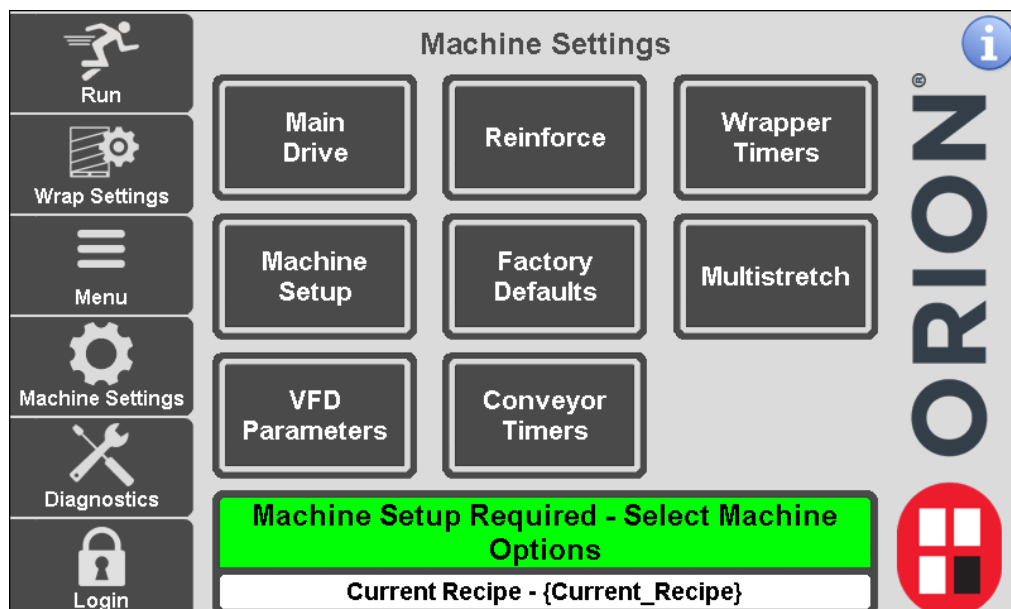 Machine Settings
i
Run
Wrap Settings
Menu
Machine Settings
Diagnostics
Login
Main
Drive
Reinforce
Wrapper
Timers
Machine
Setup
Factory
Defaults
Multistretch
VFD
Parameters
Conveyor
Timers
Machine Setup Required - Select Machine
Options
Current Recipe - {Current_Recipe}
ORION®